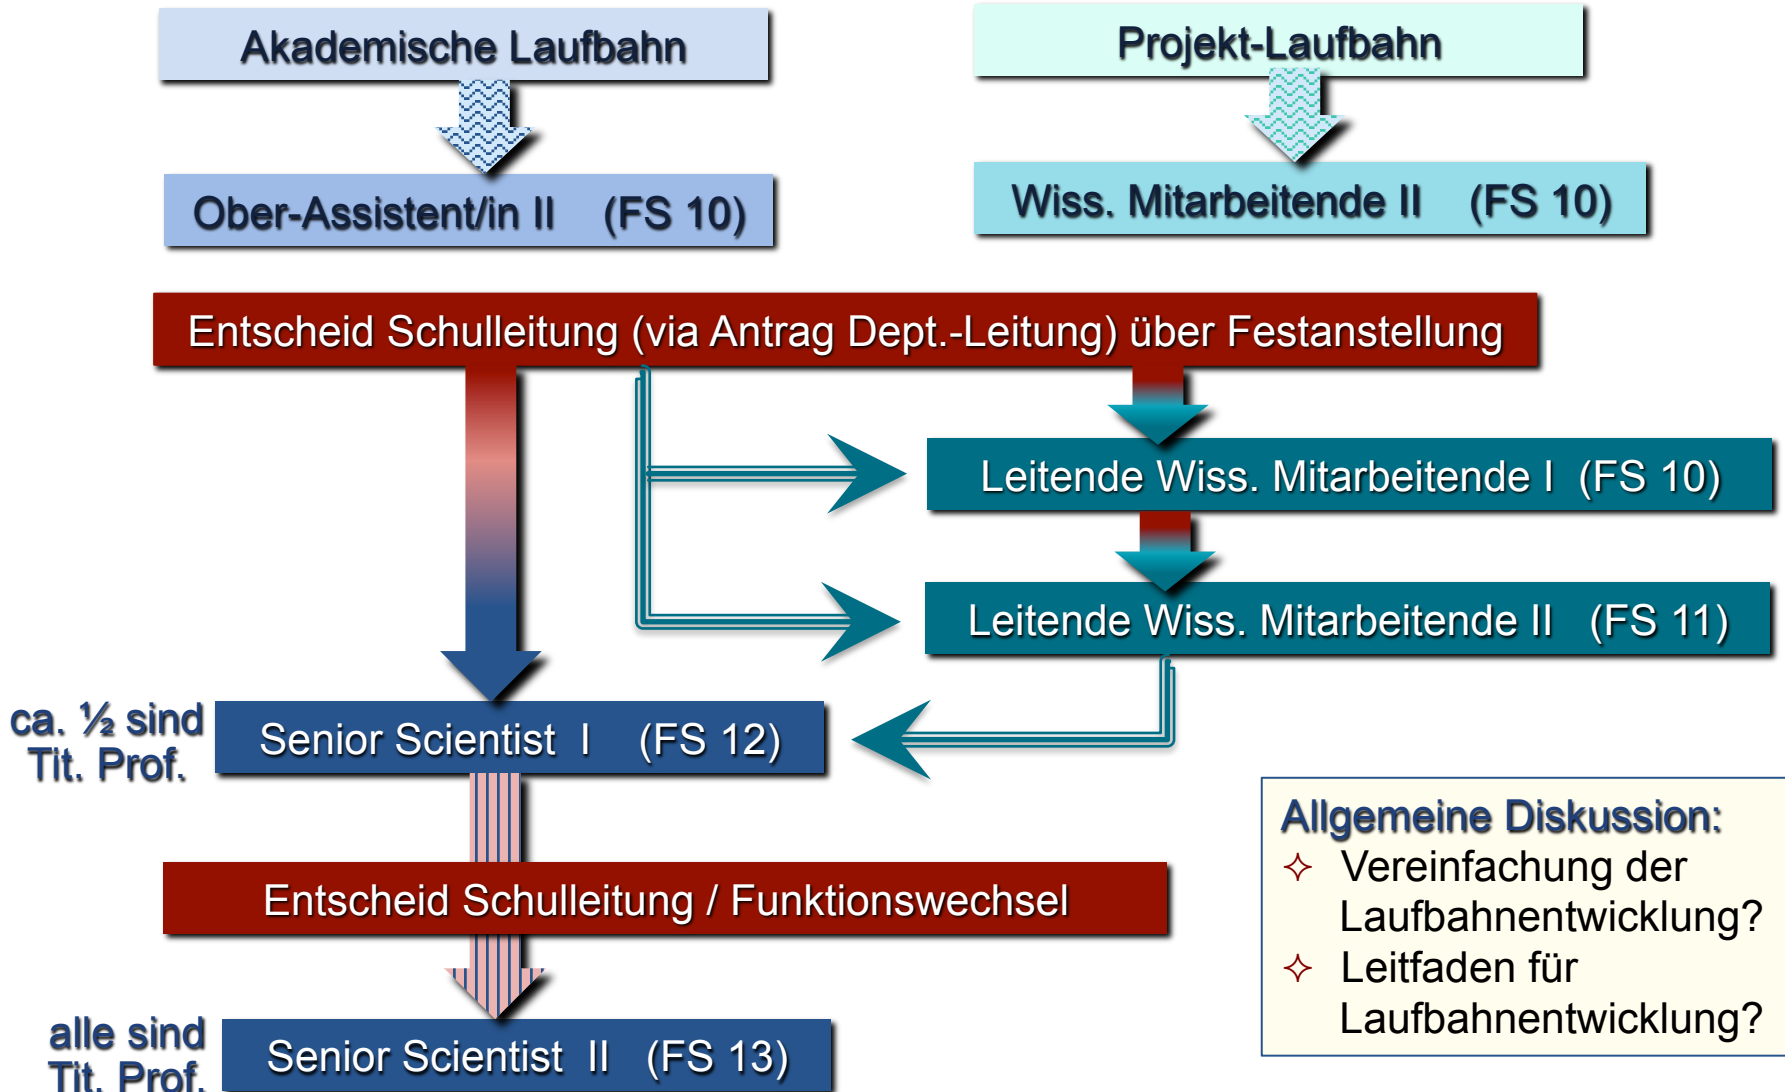 Akademische Laufbahn
Projekt-Laufbahn
Ober-Assistent/in II (FS 10)
Wiss. Mitarbeitende II (FS 10)
Entscheid Schulleitung (via Antrag Dept.-Leitung) über Festanstellung
Leitende Wiss. Mitarbeitende I (FS 10)
Leitende Wiss. Mitarbeitende II (FS 11)
ca. ½ sind
Tit. Prof.
Senior Scientist I (FS 12)
Entscheid Schulleitung / Funktionswechsel
Allgemeine Diskussion:
✧ Vereinfachung der
Laufbahnentwicklung?
✧ Leitfaden für
Laufbahnentwicklung?
alle sind
Tit. Prof.
Senior Scientist II (FS 13)